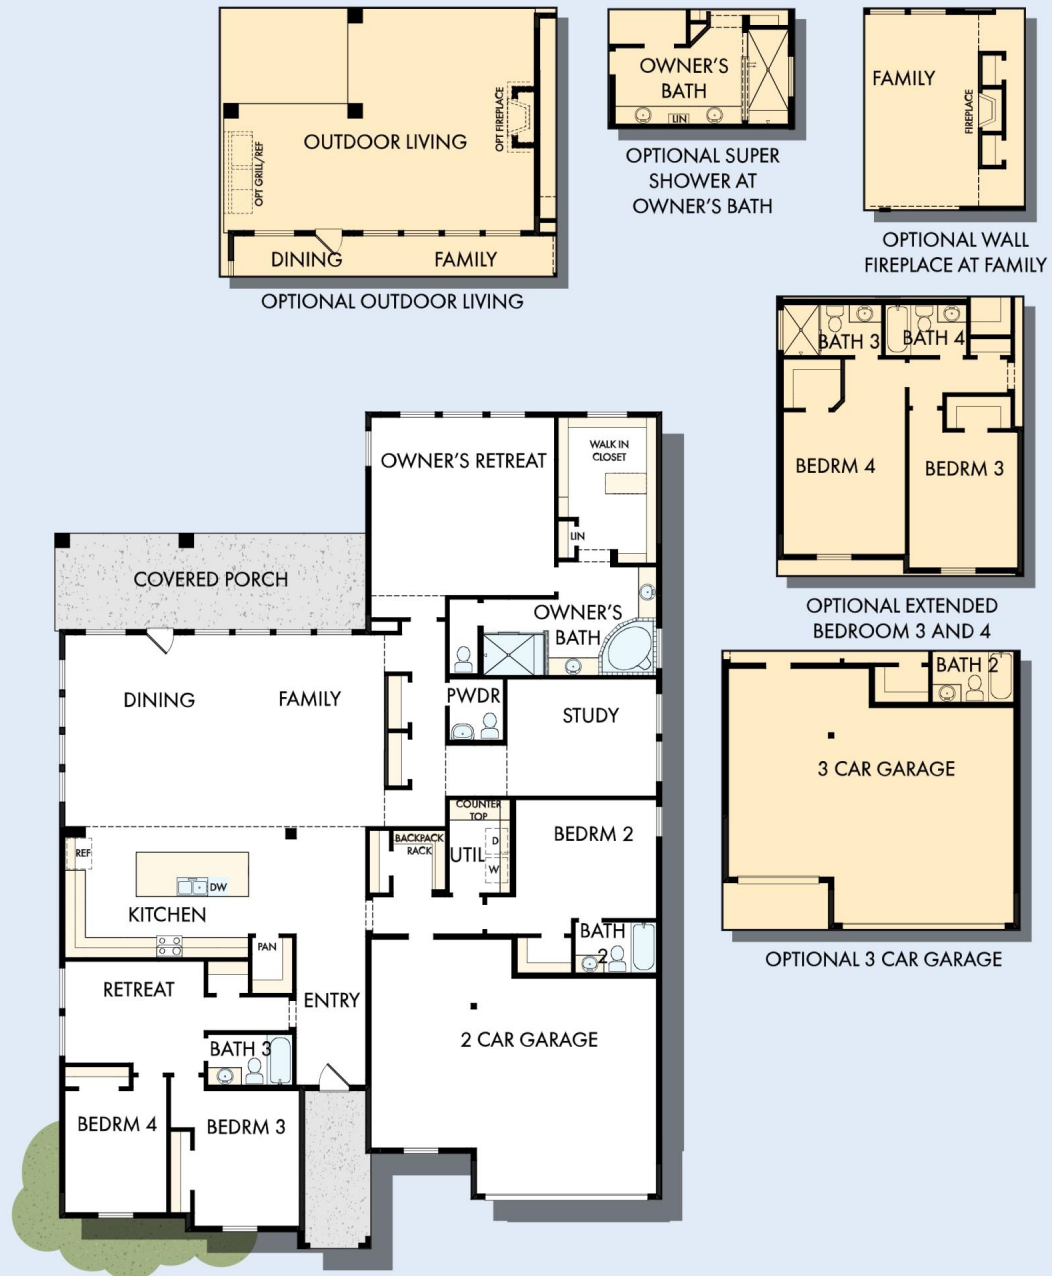 OUTDOOR LIVING
OPT FIREPLACE
OPT GRILL/REF
DINING
FAMILY
OPTIONAL OUTDOOR LIVING
OWNER'S
BATH
LIN
OPTIONAL SUPER
SHOWER AT
OWNER'S BATH
FAMILY
FIREPLACE
OPTIONAL WALL
FIREPLACE AT FAMILY
BATH 3
BATH 4
BEDRM 4
BEDRM 3
OPTIONAL EXTENDED
BEDROOM 3 AND 4
BATH 2
3 CAR GARAGE
OPTIONAL 3 CAR GARAGE
OWNER'S RETREAT
WALK IN
CLOSET
LIN
COVERED PORCH
OWNER'S
BATH
DINING
FAMILY
PWDR
STUDY
COUNTER
TOP
BACKPACK
RACK
UTIL
D
W
BEDRM 2
REF
DW
KITCHEN
PAN
BATH
2
RETREAT
ENTRY
BATH 3
2 CAR GARAGE
BEDRM 4
BEDRM 3